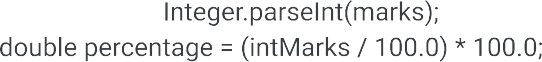 Integer.parseInt(marks);
double percentage = (intMarks / 100.0) * 100.0;